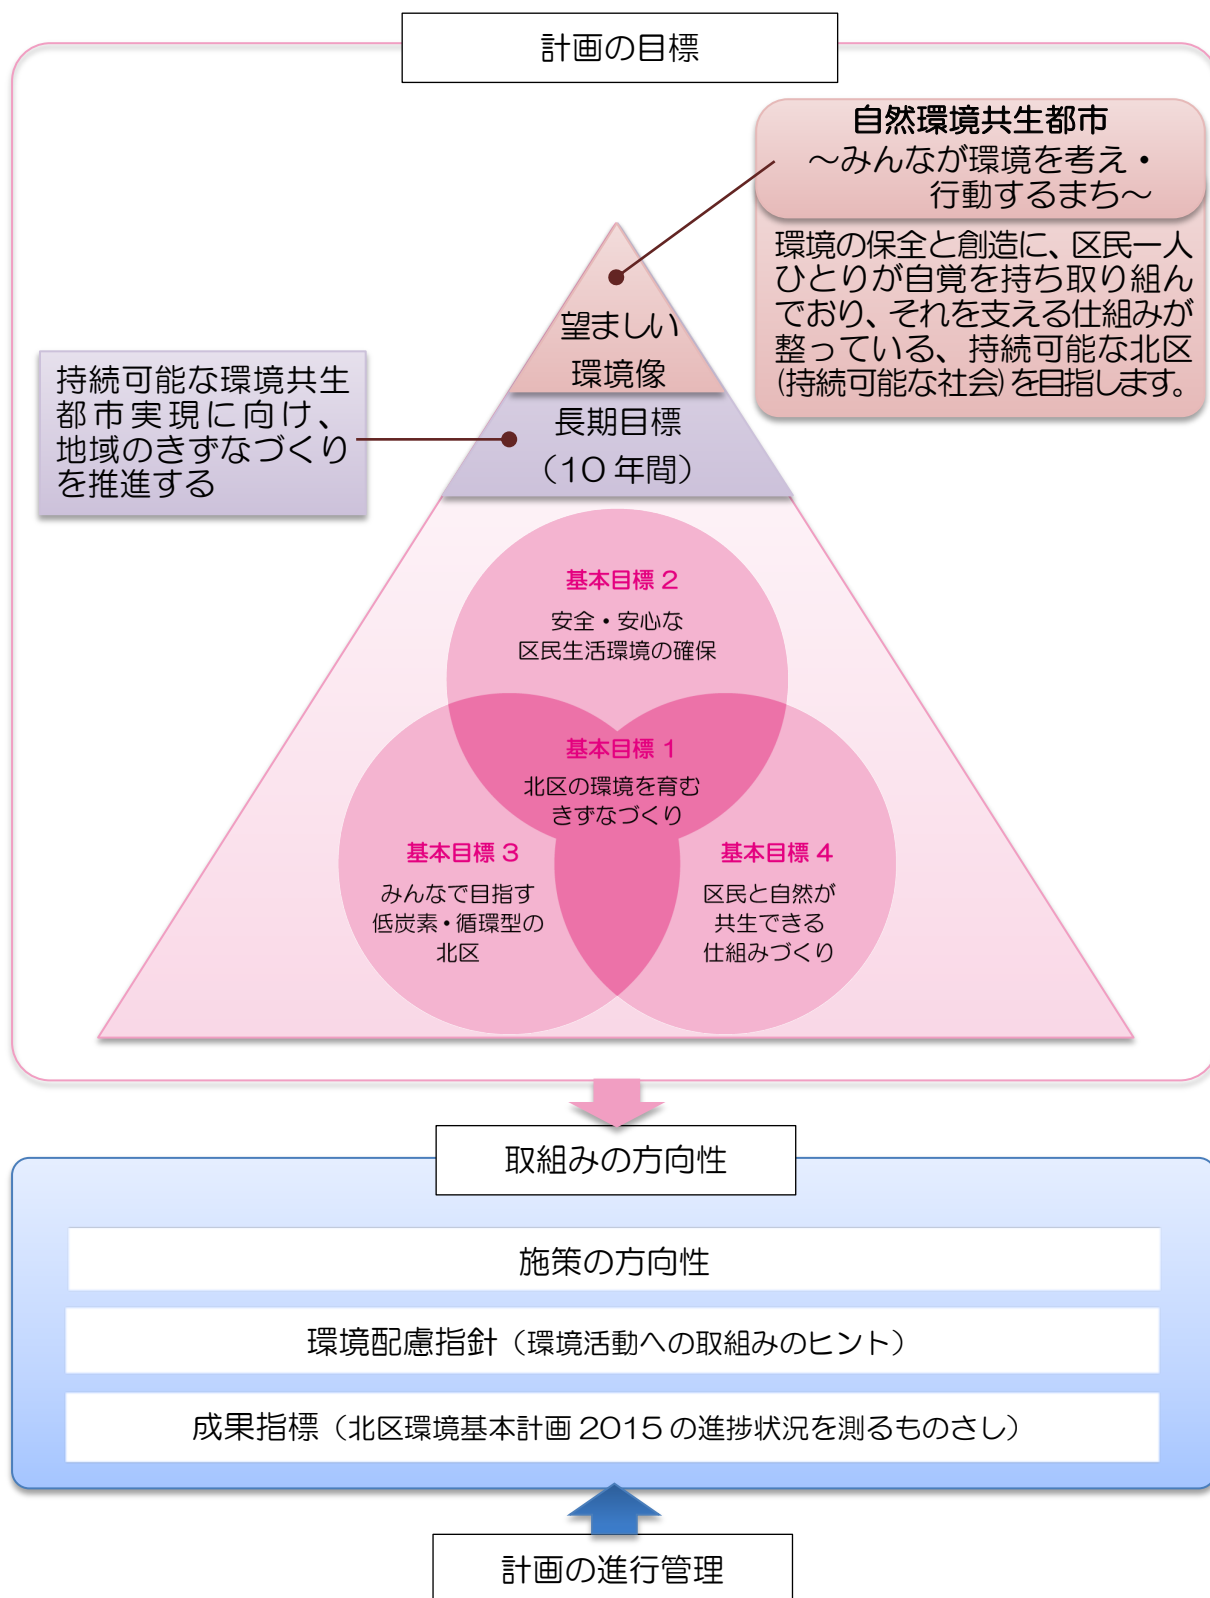 計画の目標
自然環境共生都市
～みんなが環境を考え・
行動するまち～
環境の保全と創造に、区民一人
ひとりが自覚を持ち取り組ん
でおり、それを支える仕組みが
整っている、持続可能な北区
(持続可能な社会)を目指します。
望ましい
環境像
持続可能な環境共生
都市実現に向け、
地域のきずなづくり
を推進する
長期目標
（10 年間）
基本目標 2
安全・安心な
区民生活環境の確保
基本目標 1
北区の環境を育む
きずなづくり
基本目標 3
みんなで目指す
低炭素・循環型の
北区
基本目標 4
区民と自然が
共生できる
仕組みづくり
取組みの方向性
施策の方向性
環境配慮指針（環境活動への取組みのヒント）
成果指標（北区環境基本計画 2015 の進捗状況を測るものさし）
計画の進行管理